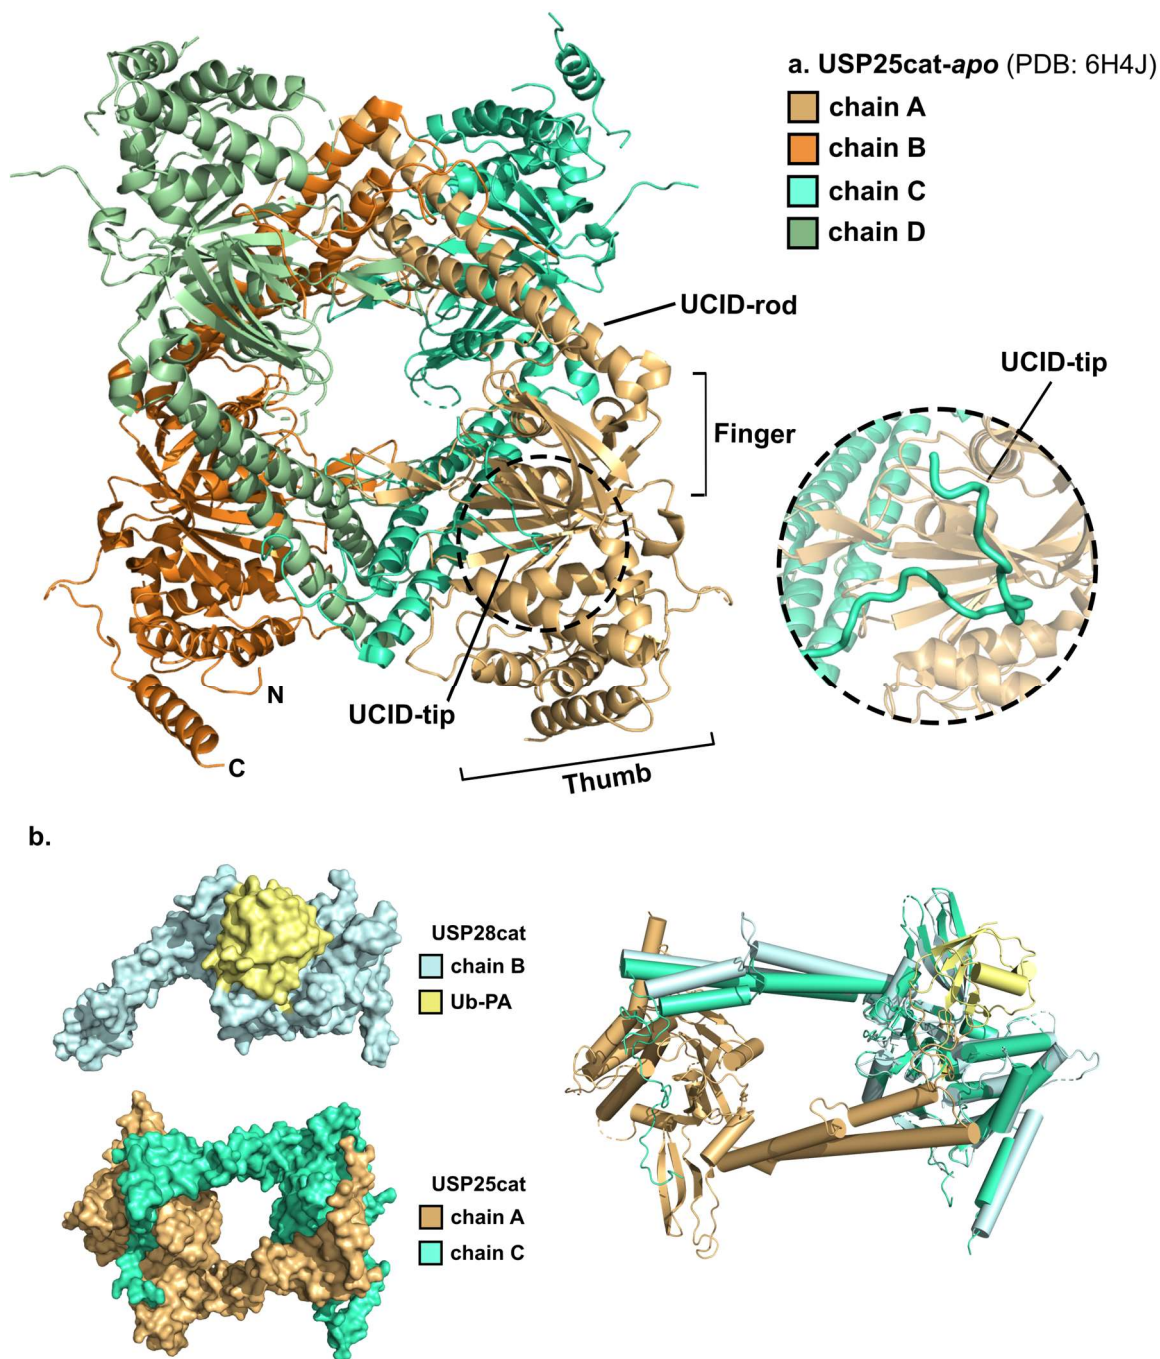 a. USP25cat-apo (PDB: 6H4J)
chain A
chain B
chain C
chain D
UCID-rod
UCID-tip
Finger
N
UCID-tip
C
Thumb
b.
USP28cat
chain B
Ub-PA
USP25cat
chain A
chain C